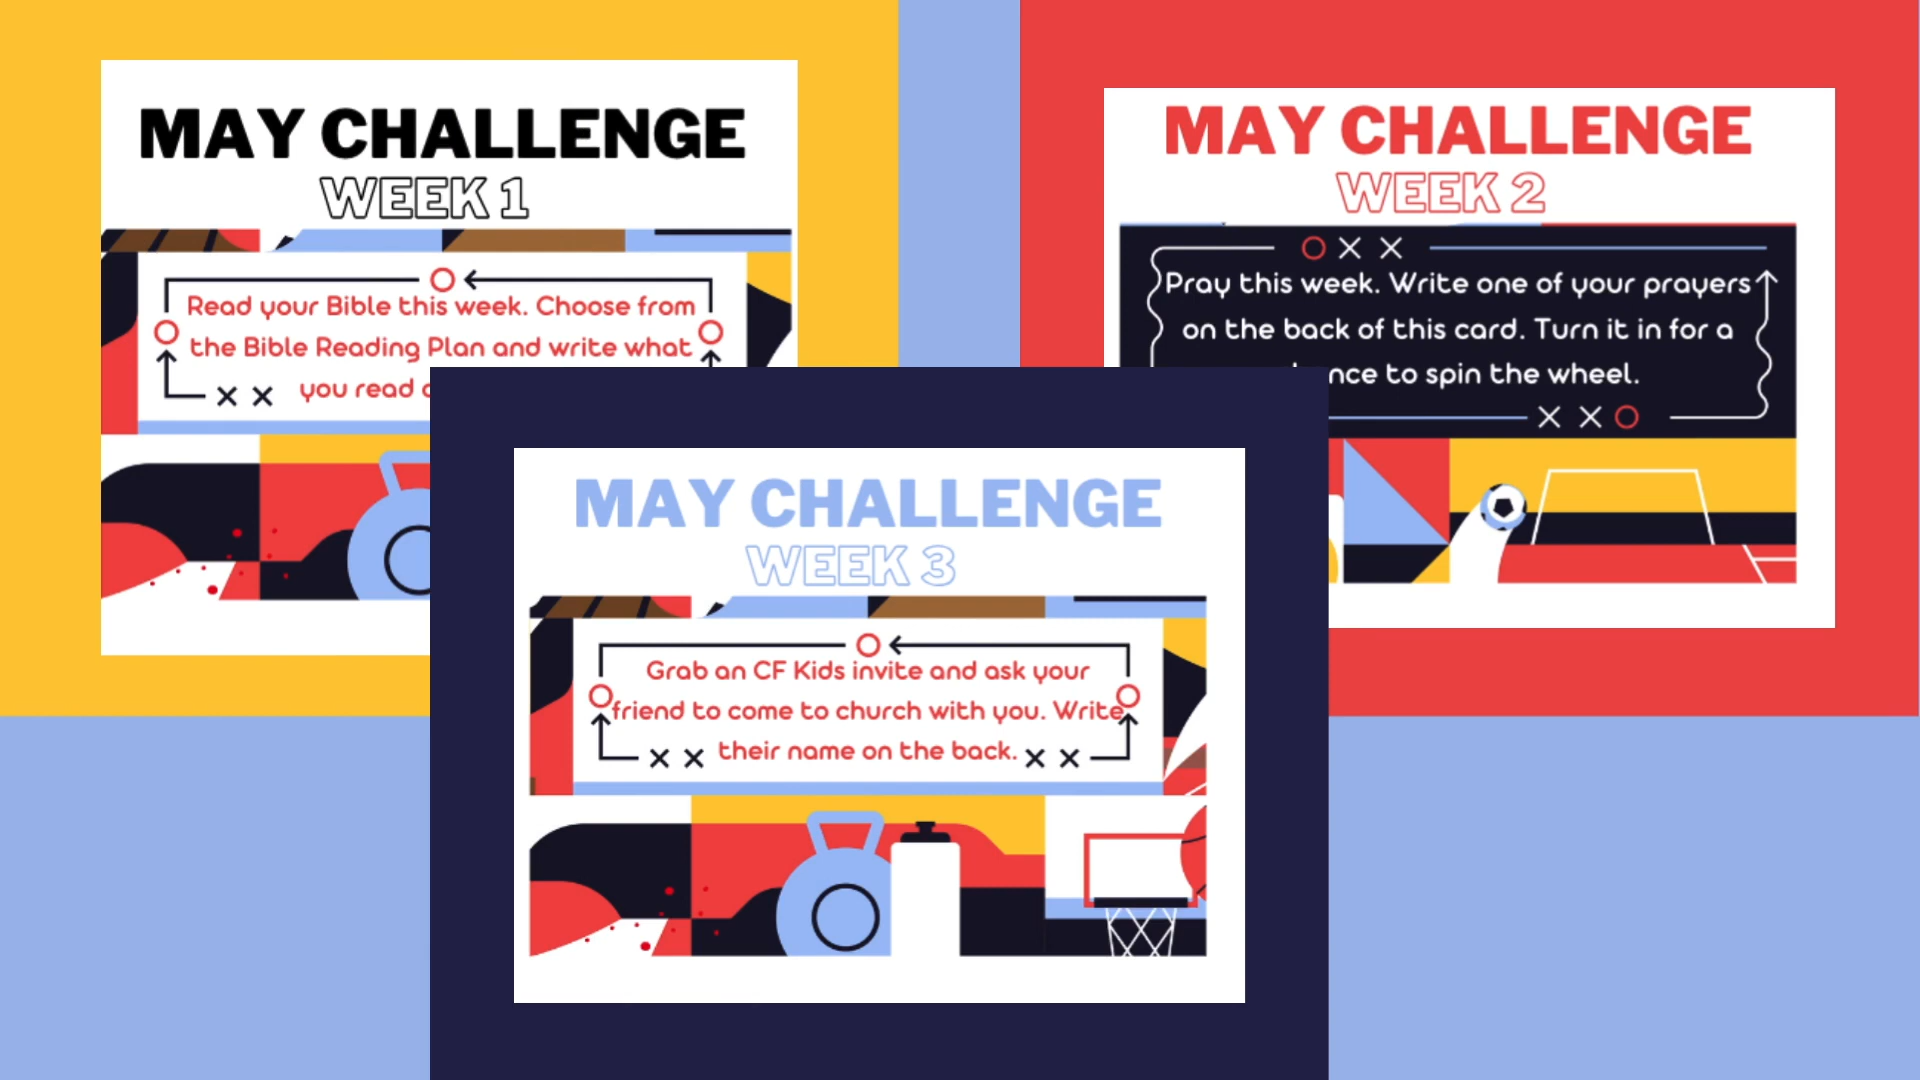 MAY CHALLENGE
WEEK 1
Read your Bible this week. Choose from
the Bible Reading Plan and write what
you read
MAY CHALLENGE
WEEK 2
Pray this week. Write one of your prayers
on the back of this card. Turn it in for a
to spin the wheel.
MAY CHALLENGE
WEEK 3
Grab an CF Kids invite and ask your
friend to come to church with you. Write
their name on the back.